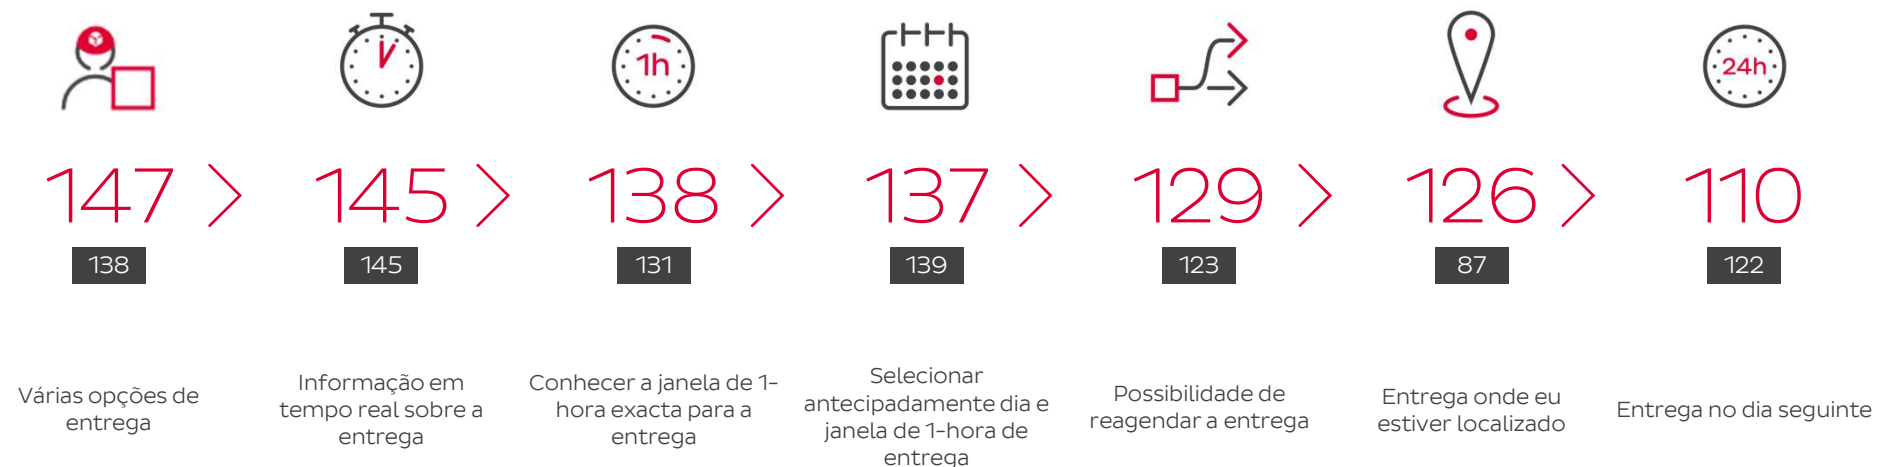 1h
24h
147 > 145 > 138 > 137 > 129 > 126 > 110
138 145 131 139 123 87 122
Várias opções de
entrega
Informação em
tempo real sobre a
entrega
Conhecer a janela de 1-
hora exacta para a
entrega
Selecionar
antecipadamente dia e
janela de 1-hora de
entrega
Possibilidade de
reagendar a entrega
Entrega onde eu
estiver localizado
Entrega no dia seguinte